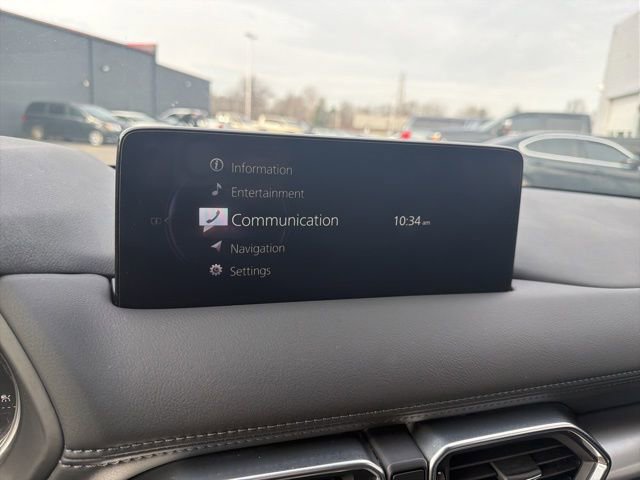 Information
Entertainment
Communication
10:34 am
Navigation
Settings